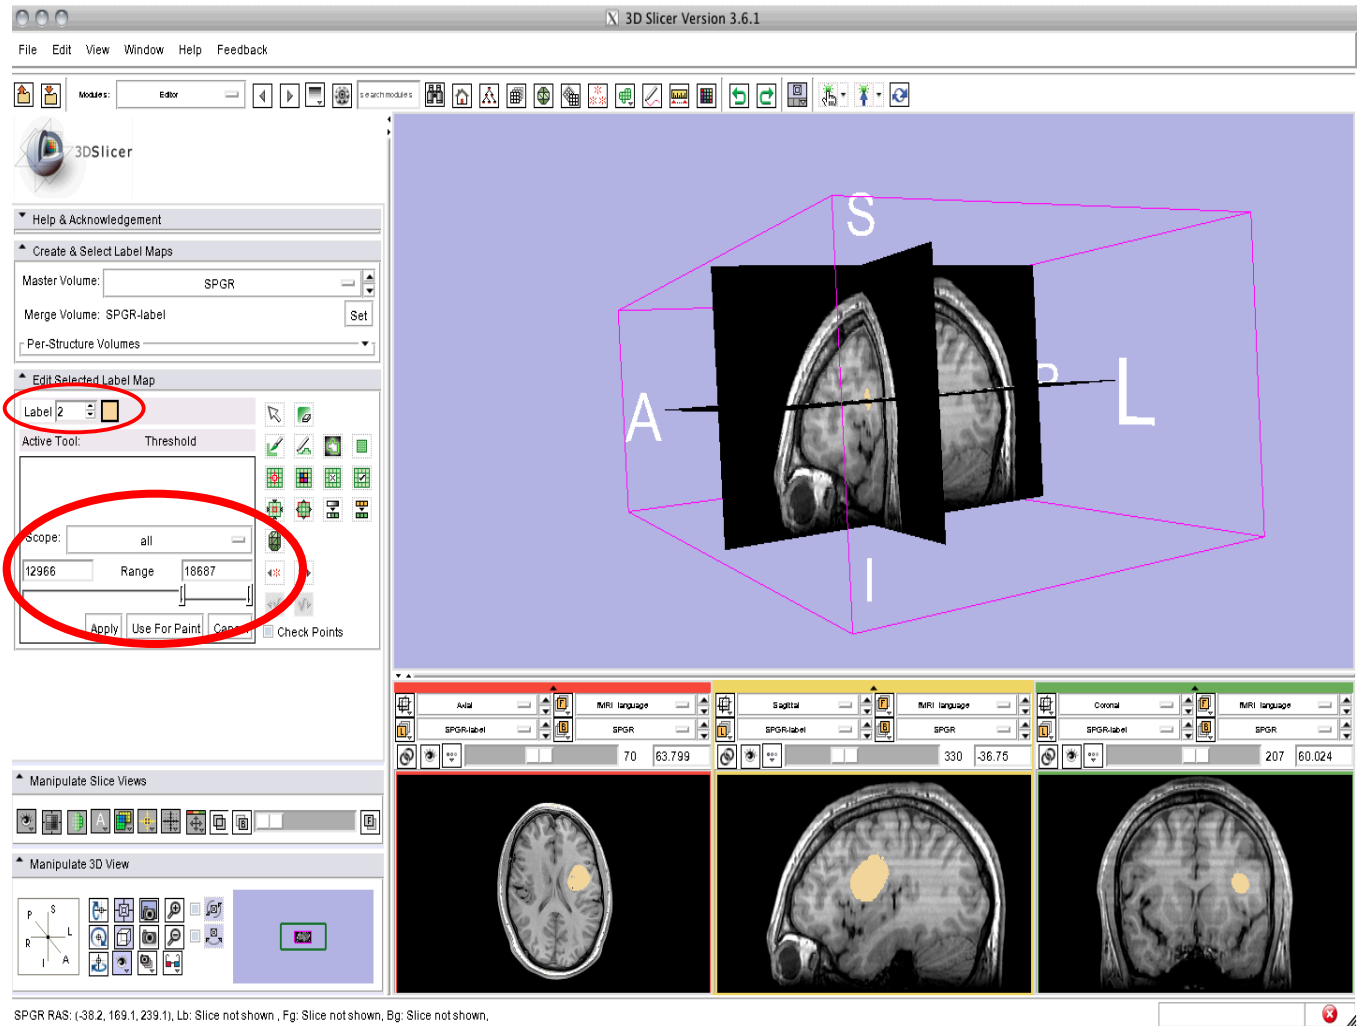 3D Slicer Version 3.6.1
File Edit View Window Help Feedback
Modules: Editor search modules
3DSlicer
Help & Acknowledgement
Create & Select Label Maps
Master Volume: SPGR
Merge Volume: SPGR-label Set
Per-Structure Volumes
Edit Selected Label Map
Label 2
Active Tool: Threshold
Scope: all
12966 Range 18687
Apply Use For Paint
Check Points
S
A
P
L
I
Axial fMRI language
SPGR-label SPGR
70 63.799
Sagittal fMRI language
SPGR-label SPGR
330 -36.75
Coronal fMRI language
SPGR-label SPGR
207 60.024
Manipulate Slice Views
Manipulate 3D View
P S
R L
I A
SPGR RAS: (-38.2, 169.1, 239.1), Lb: Slice not shown , Fg: Slice not shown, Bg: Slice not shown,